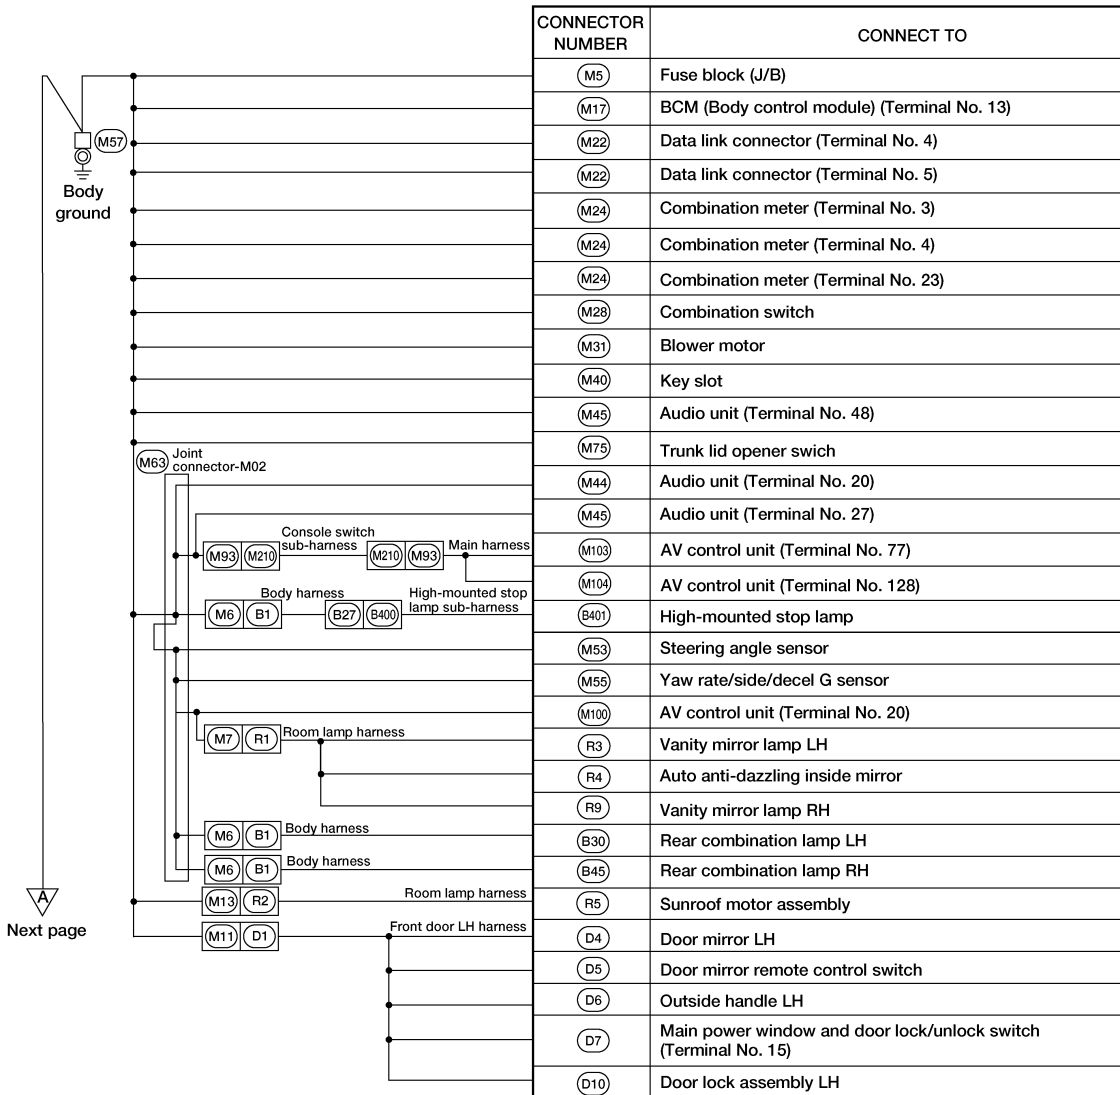 CONNECTOR NUMBER
CONNECT TO
M5 Fuse block (J/B)
M17 BCM (Body control module) (Terminal No. 13)
M57
M22 Data link connector (Terminal No. 4)
M22 Data link connector (Terminal No. 5)
Body
ground
M24 Combination meter (Terminal No. 3)
M24 Combination meter (Terminal No. 4)
M24 Combination meter (Terminal No. 23)
M28 Combination switch
M31 Blower motor
M40 Key slot
M45 Audio unit (Terminal No. 48)
M75 Trunk lid opener swich
M63 Joint
connector-M02
M44 Audio unit (Terminal No. 20)
M45 Audio unit (Terminal No. 27)
Console switch
sub-harness
M93 M210 M210 M93 Main harness
M103 AV control unit (Terminal No. 77)
M104 AV control unit (Terminal No. 128)
Body harness
High-mounted stop
lamp sub-harness
M6 B1 B27 B400
B401 High-mounted stop lamp
M53 Steering angle sensor
M55 Yaw rate/side/decel G sensor
M100 AV control unit (Terminal No. 20)
M7 R1 Room lamp harness
R3 Vanity mirror lamp LH
R4 Auto anti-dazzling inside mirror
R9 Vanity mirror lamp RH
M6 B1 Body harness
B30 Rear combination lamp LH
M6 B1 Body harness
B45 Rear combination lamp RH
A
Next page
M13 R2 Room lamp harness
R5 Sunroof motor assembly
M11 D1 Front door LH harness
D4 Door mirror LH
D5 Door mirror remote control switch
D6 Outside handle LH
D7 Main power window and door lock/unlock switch
(Terminal No. 15)
D10 Door lock assembly LH